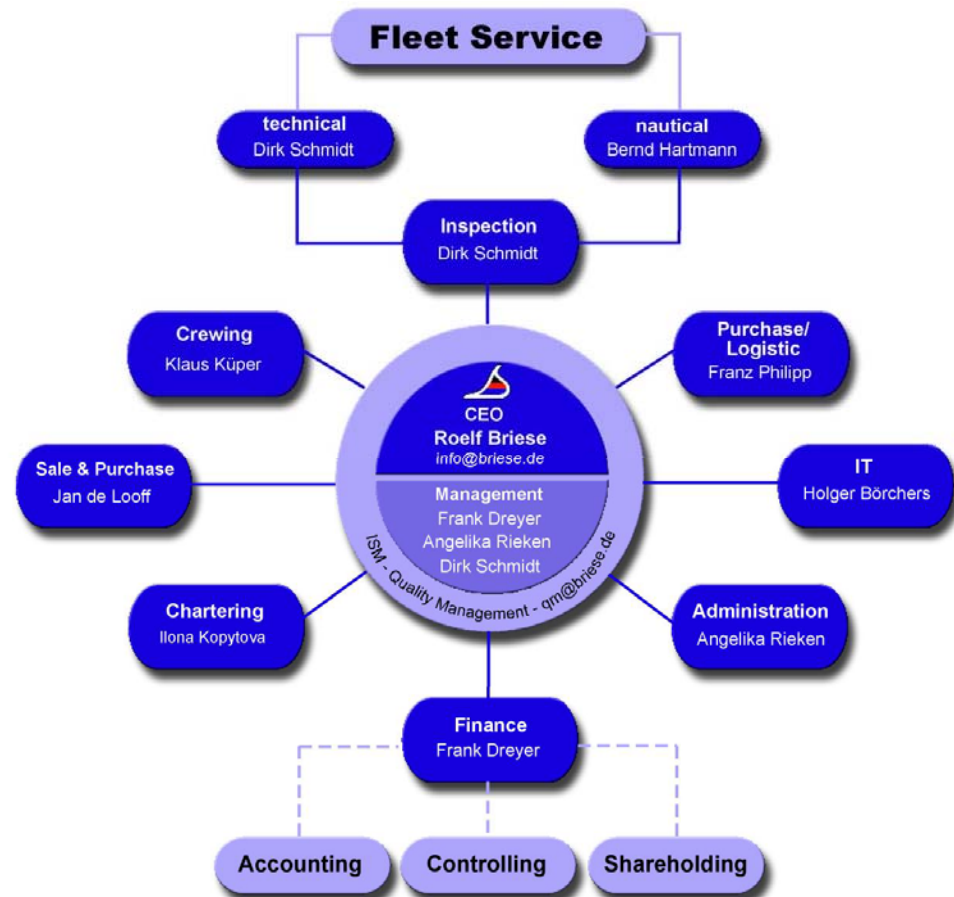 Fleet Service
technical
Dirk Schmidt
nautical
Bernd Hartmann
Inspection
Dirk Schmidt
Crewing
Klaus Küper
Purchase/
Logistic
Franz Philipp
CEO
Roelf Briese
info@briese.de
Sale & Purchase
Jan de Looff
IT
Holger Börchers
Management
Frank Dreyer
Angelika Rieken
Dirk Schmidt
ISM - Quality Management - qm@briese.de
Chartering
Ilona Kopytova
Administration
Angelika Rieken
Finance
Frank Dreyer
Accounting
Controlling
Shareholding